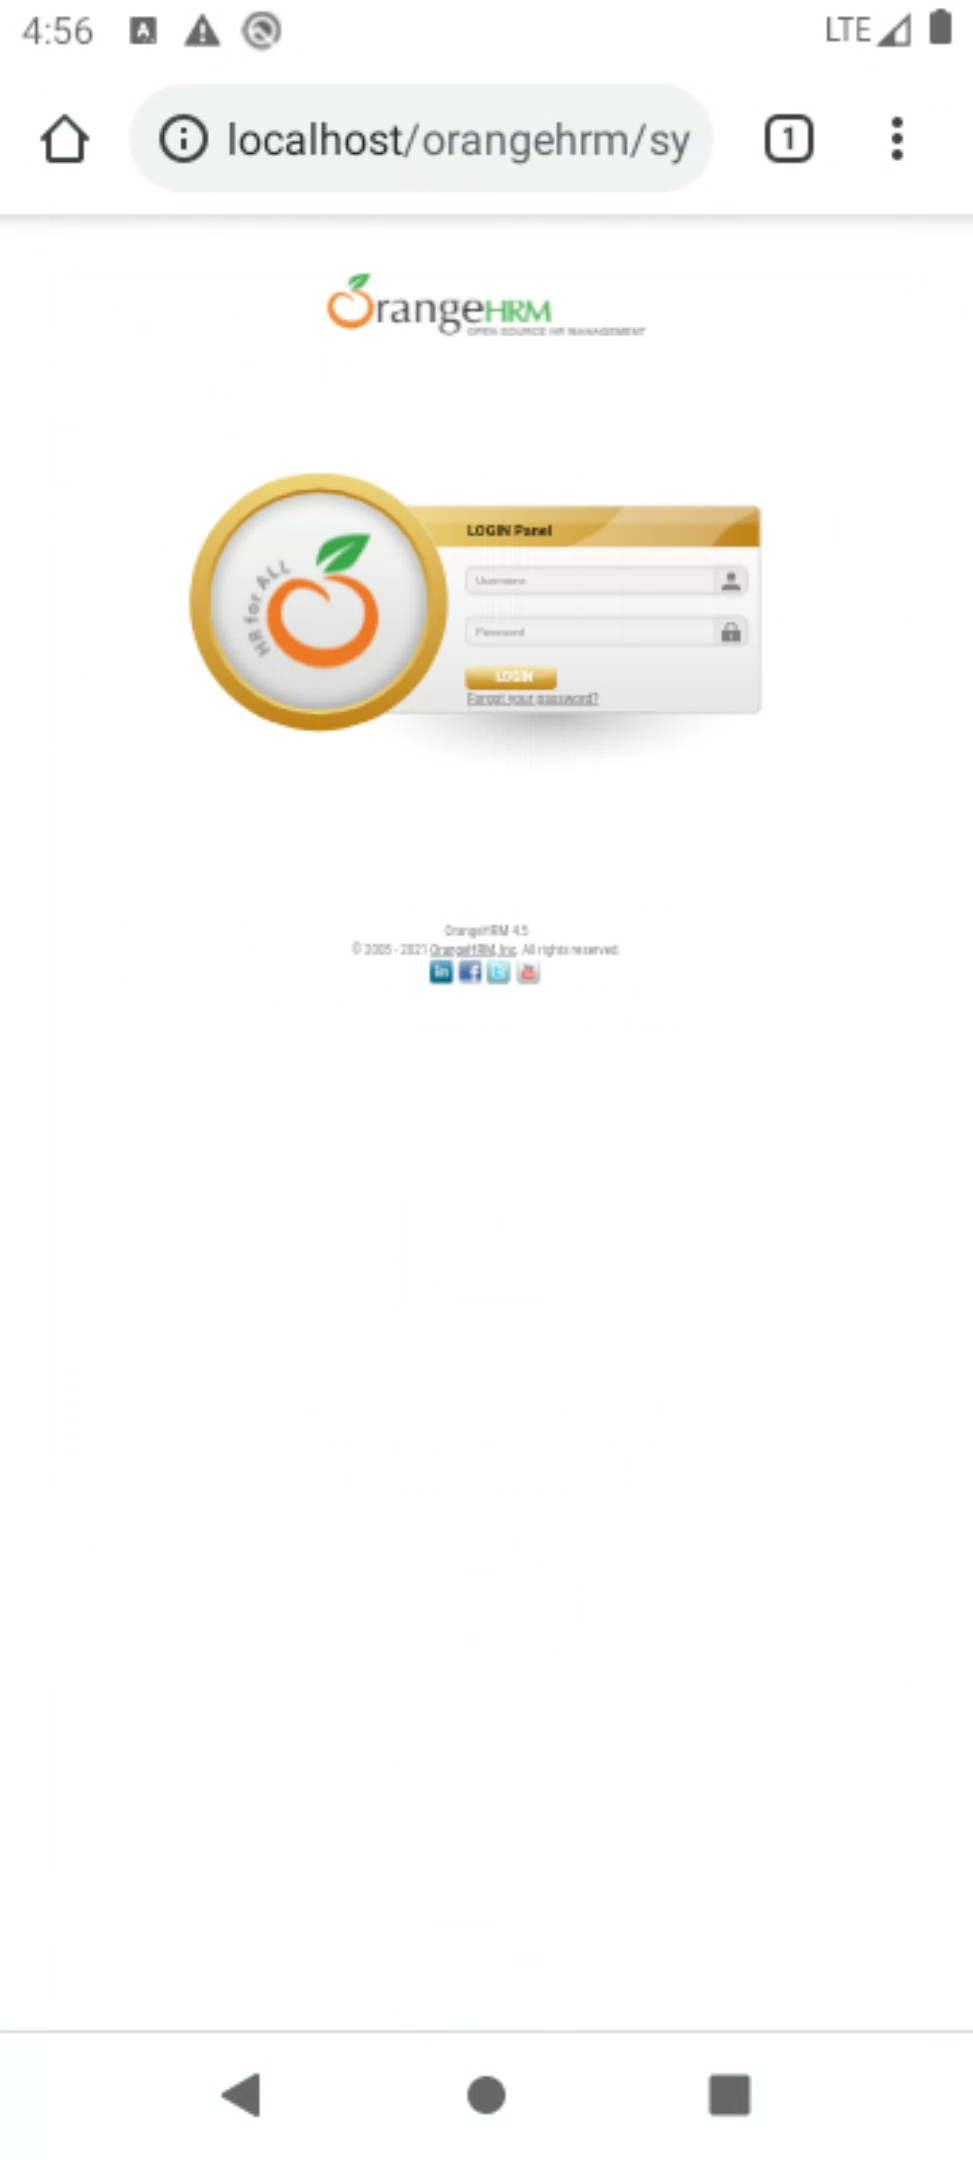 4:56 LTE
localhost/orangehrm/sy
1
OrangeHRM
OPEN SOURCE HR MANAGEMENT
HR for ALL
LOGIN Panel
Username
Password
LOGIN
Forgot your password?
OrangeHRM 4.5
© 2005 - 2021 OrangeHRM, Inc. All rights reserved.